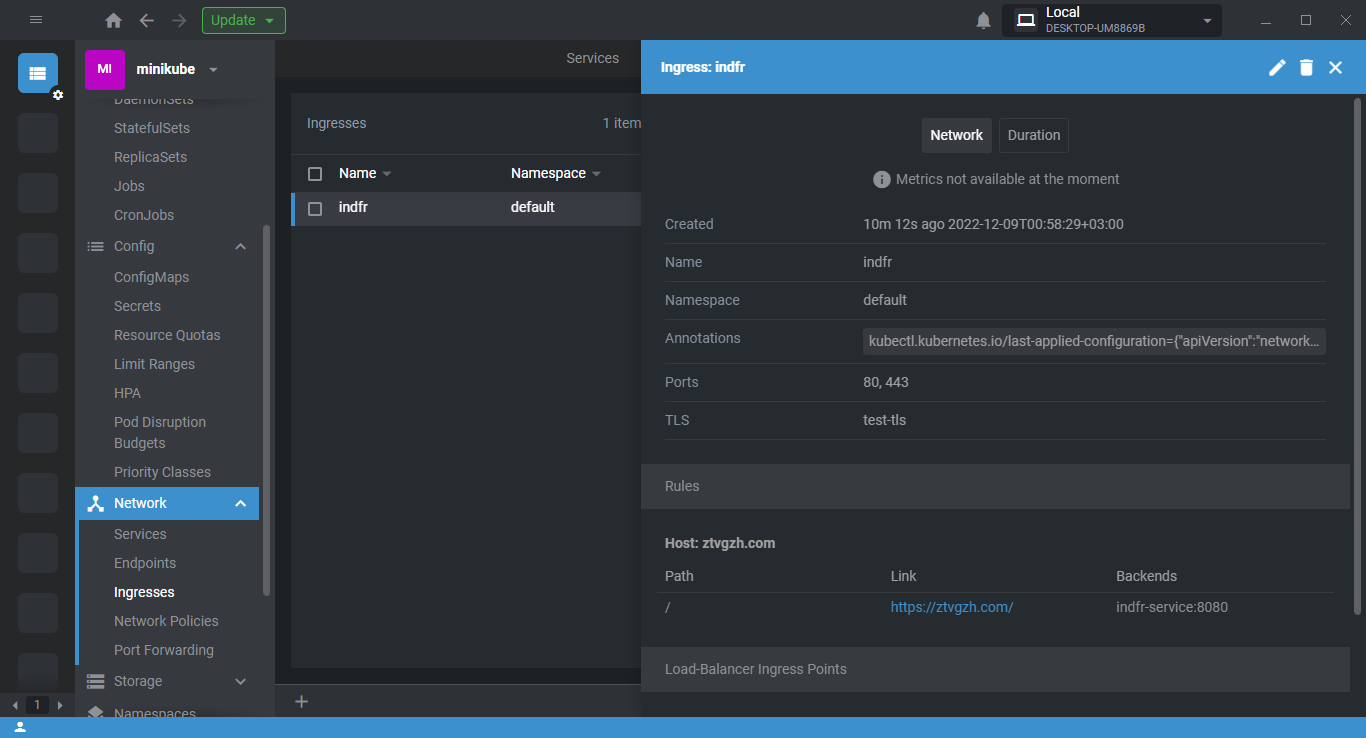 Update
Local
DESKTOP-UM8869B
MI
minikube
DaemonSets
StatefulSets
ReplicaSets
Jobs
CronJobs
Config
ConfigMaps
Secrets
Resource Quotas
Limit Ranges
HPA
Pod Disruption
Budgets
Priority Classes
Network
Services
Endpoints
Ingresses
Network Policies
Port Forwarding
Storage
Namespaces
1
Services
Ingresses
1 item
Name
Namespace
indfr
default
Ingress: indfr
Network
Duration
Metrics not available at the moment
Created
10m 12s ago 2022-12-09T00:58:29+03:00
Name
indfr
Namespace
default
Annotations
kubectl.kubernetes.io/last-applied-configuration={"apiVersion":"network...
Ports
80, 443
TLS
test-tls
Rules
Host: ztvgzh.com
Path
Link
Backends
/
https://ztvgzh.com/
indfr-service:8080
Load-Balancer Ingress Points